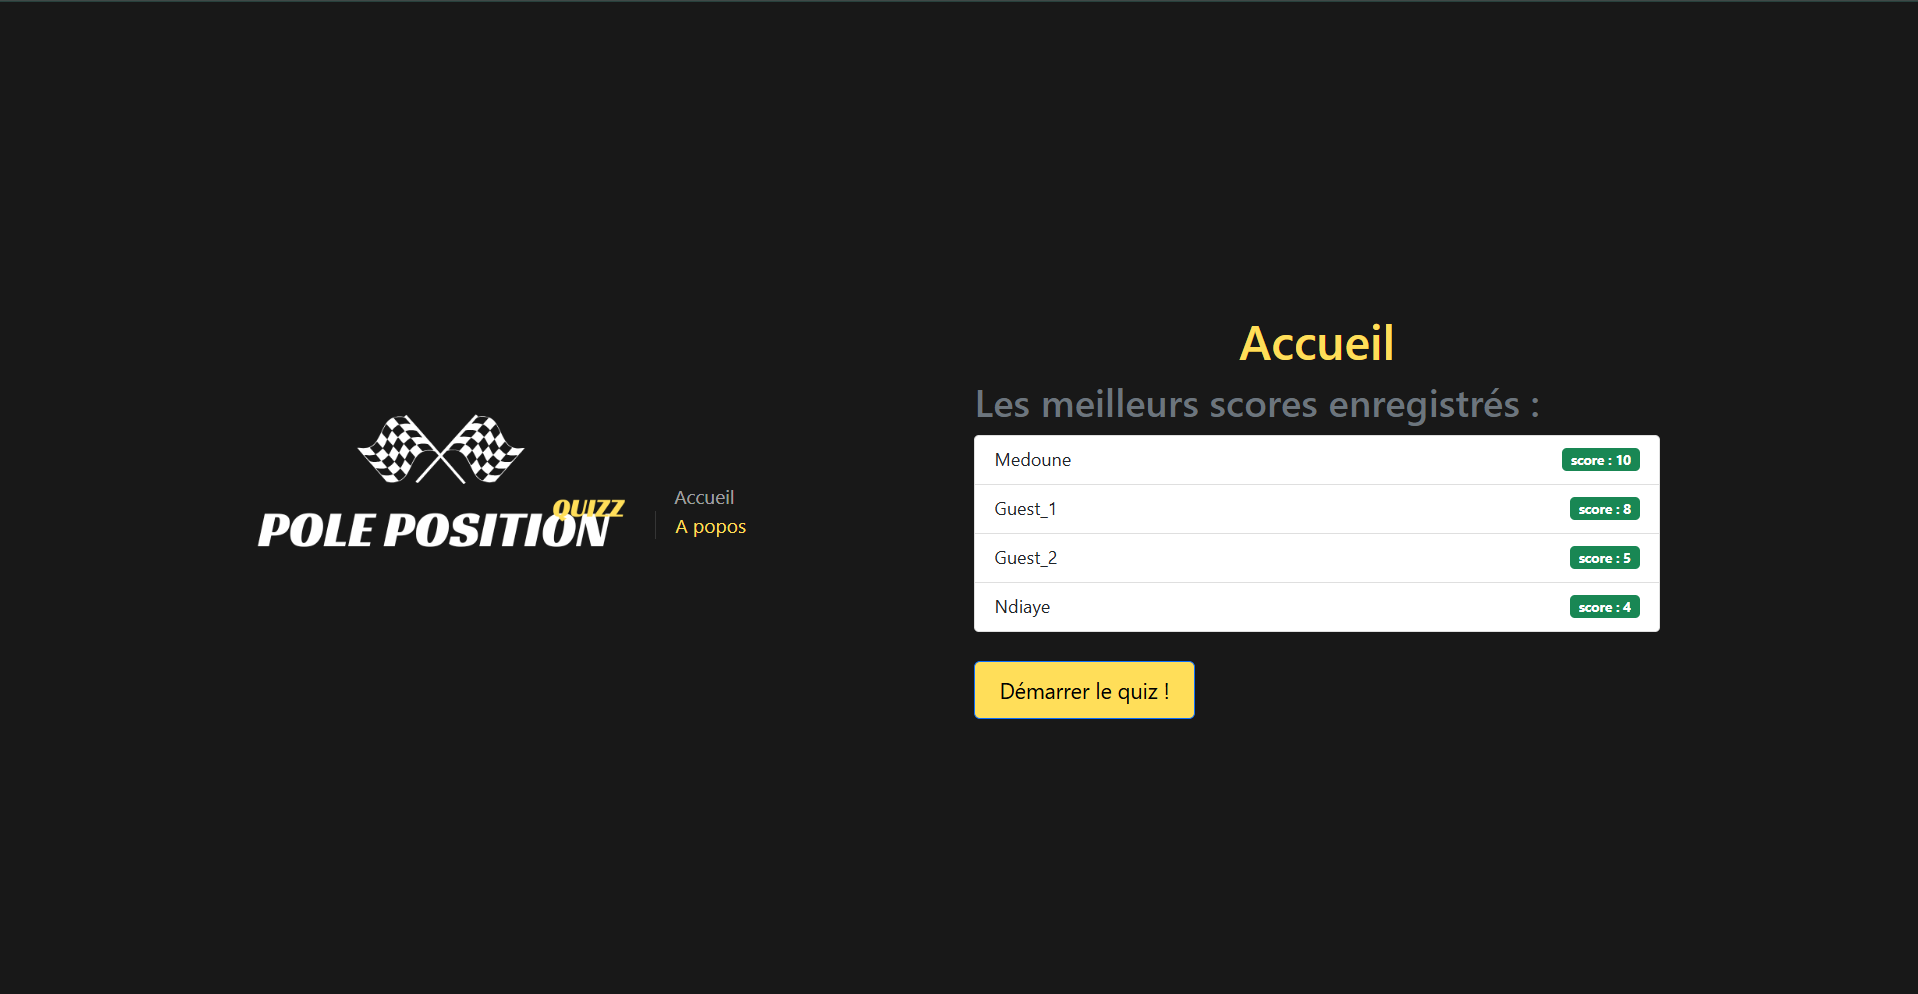 QUIZZ
POLE POSITION
Accueil
A popos
Accueil
Les meilleurs scores enregistrés :
Medoune score : 10
Guest_1 score : 8
Guest_2 score : 5
Ndiaye score : 4
Démarrer le quiz !